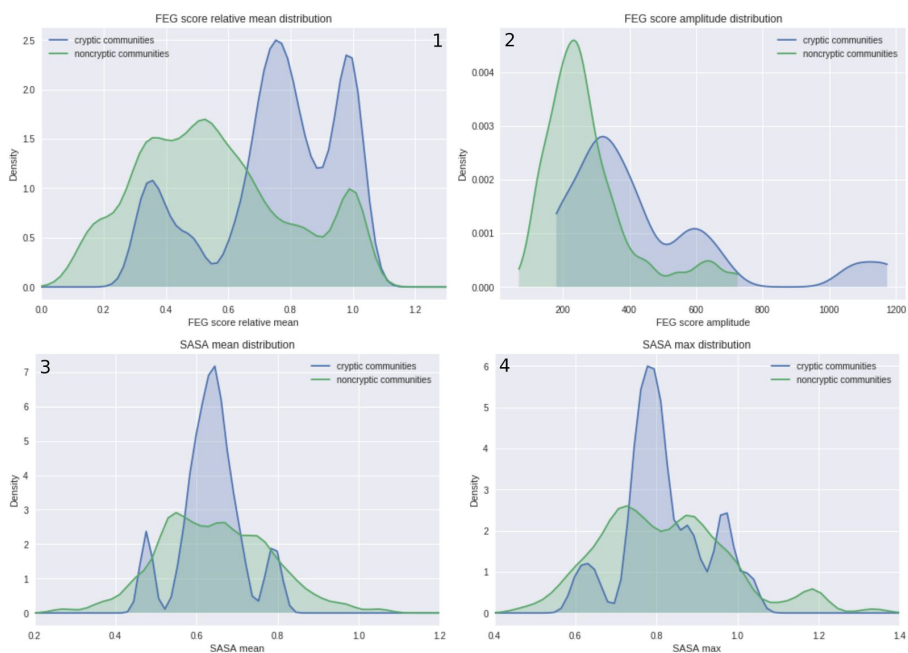 FEG score relative mean distribution
cryptic communities
noncryptic communities
1
2.5
2.0
1.5
1.0
0.5
0.0
Density
0.0 0.2 0.4 0.6 0.8 1.0 1.2
FEG score relative mean
FEG score amplitude distribution
2
cryptic communities
noncryptic communities
0.004
0.003
0.002
0.001
0.000
Density
200 400 600 800 1000 1200
FEG score amplitude
SASA mean distribution
3
cryptic communities
noncryptic communities
7
6
5
4
3
2
1
0
Density
0.2 0.4 0.6 0.8 1.0 1.2
SASA mean
SASA max distribution
4
cryptic communities
noncryptic communities
6
5
4
3
2
1
0
Density
0.4 0.6 0.8 1.0 1.2 1.4
SASA max